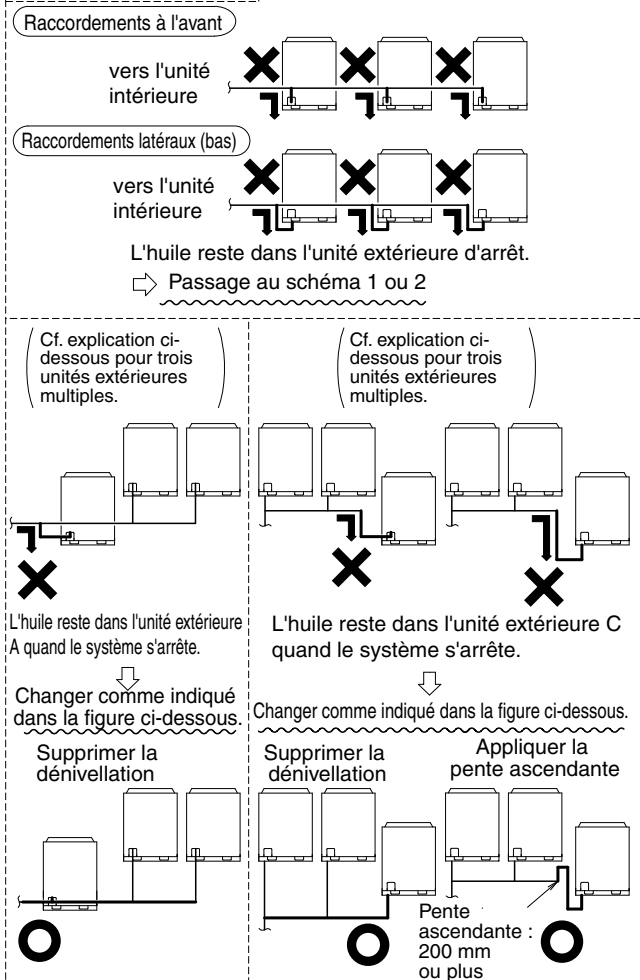 Raccordements à l'avant
vers l'unité
intérieure
Raccordements latéraux (bas)
vers l'unité
intérieure
L'huile reste dans l'unité extérieure d'arrêt.
Passage au schéma 1 ou 2
Cf. explication ci-
dessous pour trois
unités extérieures
multiples.
L'huile reste dans l'unité extérieure
A quand le système s'arrête.
Changer comme indiqué
dans la figure ci-dessous.
Supprimer la
dénivellation
Cf. explication ci-
dessous pour trois
unités extérieures
multiples.
L'huile reste dans l'unité extérieure C
quand le système s'arrête.
Changer comme indiqué dans la figure ci-dessous.
Supprimer la
dénivellation
Appliquer la
pente ascendante
Pente
ascendante :
200 mm
ou plus